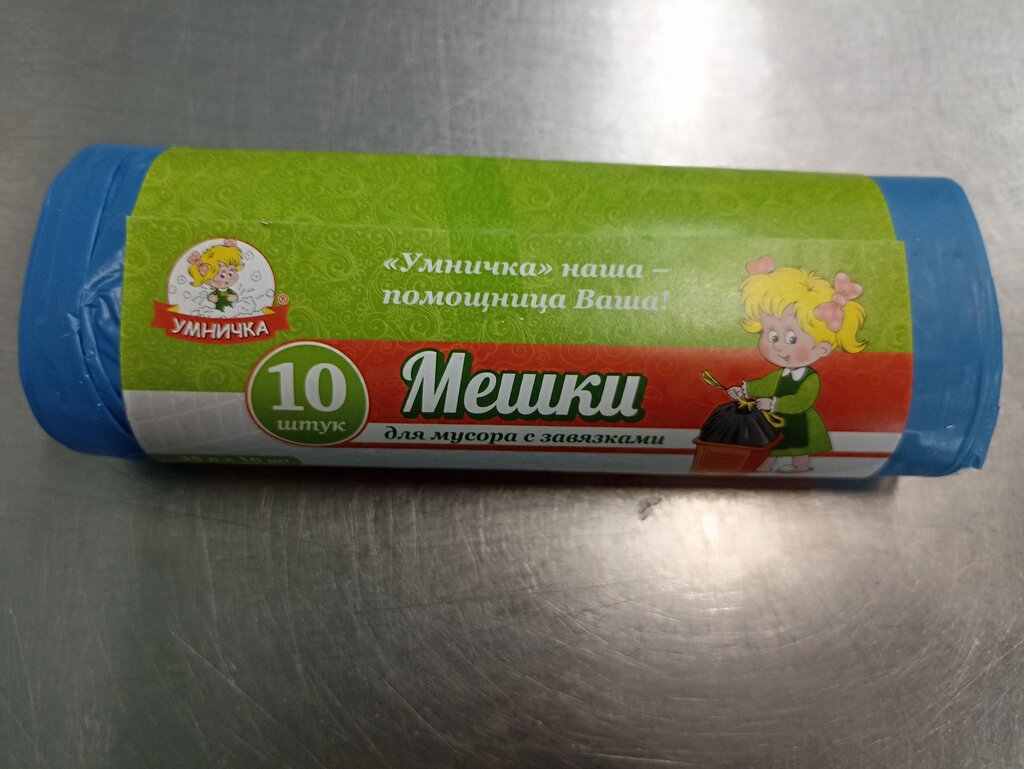 «Умничка» наша –
помощница Ваша!
®
УМНИЧКА
10
штук
Мешки
для мусора с завязками